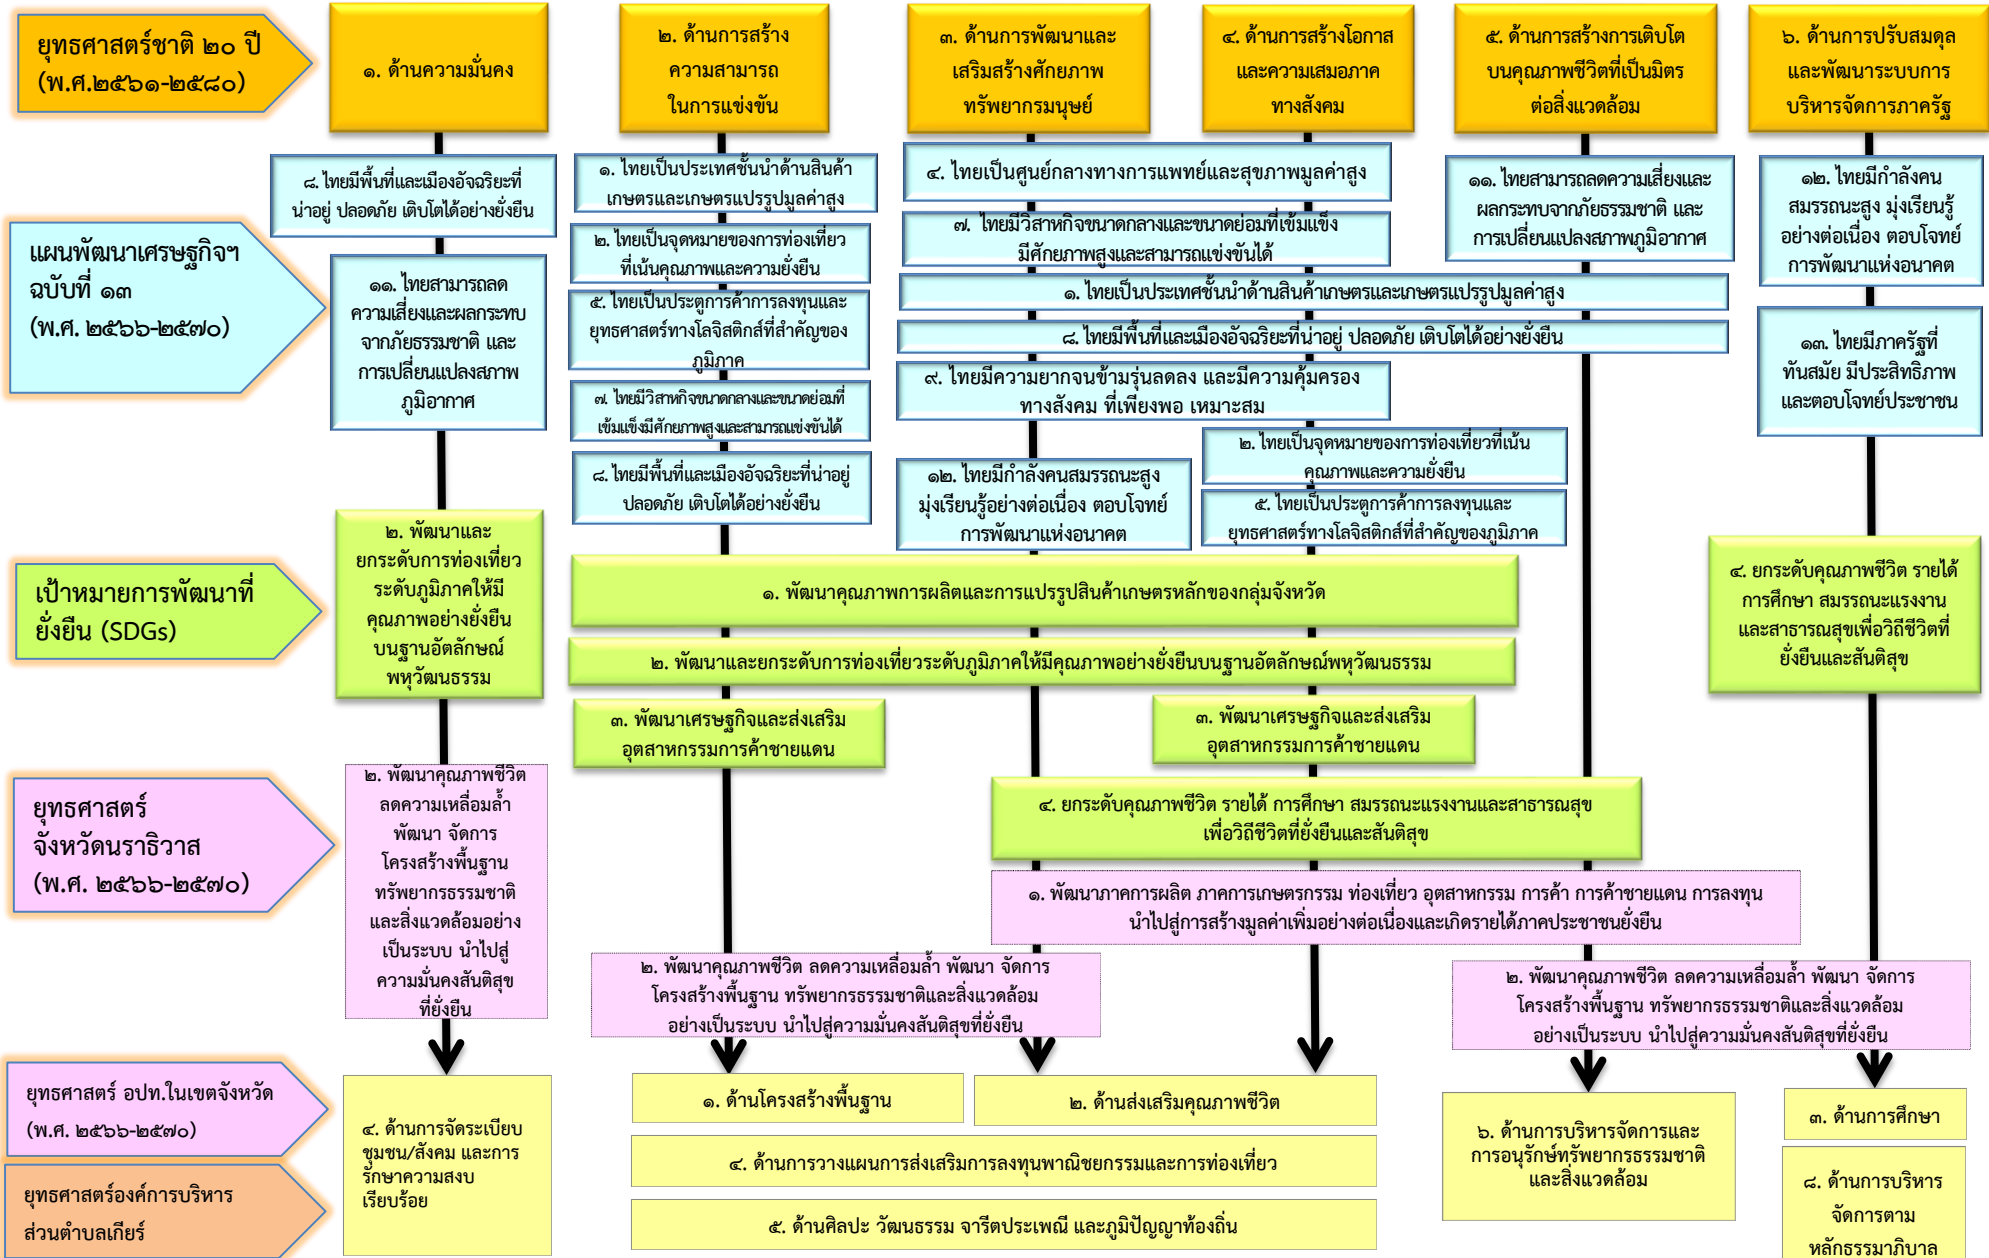 ยุทธศาสตร์ชาติ ๒๐ ปี
(พ.ศ.๒๕๖๑-๒๕๘๐)
๑. ด้านความมั่นคง
๒. ด้านการสร้าง
ความสามารถ
ในการแข่งขัน
๓. ด้านการพัฒนาและ
เสริมสร้างศักยภาพ
ทรัพยากรมนุษย์
๔. ด้านการสร้างโอกาส
และความเสมอภาค
ทางสังคม
๕. ด้านการสร้างการเติบโต
บนคุณภาพชีวิตที่เป็นมิตร
ต่อสิ่งแวดล้อม
๖. ด้านการปรับสมดุล
และพัฒนาระบบการ
บริหารจัดการภาครัฐ
แผนพัฒนาเศรษฐกิจฯ
ฉบับที่ ๑๓
(พ.ศ. ๒๕๖๖-๒๕๗๐)
๘. ไทยมีพื้นที่และเมืองอัจฉริยะที่
น่าอยู่ ปลอดภัย เติบโตได้อย่างยั่งยืน
๑๑. ไทยสามารถลด
ความเสี่ยงและผลกระทบ
จากภัยธรรมชาติ และ
การเปลี่ยนแปลงสภาพ
ภูมิอากาศ
๑. ไทยเป็นประเทศชั้นนำด้านสินค้า
เกษตรและเกษตรแปรรูปมูลค่าสูง
๒. ไทยเป็นจุดหมายของการท่องเที่ยว
ที่เน้นคุณภาพและความยั่งยืน
๕. ไทยเป็นประตูการค้าการลงทุนและ
ยุทธศาสตร์ทางโลจิสติกส์ที่สำคัญของ
ภูมิภาค
๗. ไทยมีวิสาหกิจขนาดกลางและขนาดย่อมที่
เข้มแข็งมีศักยภาพสูงและสามารถแข่งขันได้
๘. ไทยมีพื้นที่และเมืองอัจฉริยะที่น่าอยู่
ปลอดภัย เติบโตได้อย่างยั่งยืน
๔. ไทยเป็นศูนย์กลางทางการแพทย์และสุขภาพมูลค่าสูง
๗. ไทยมีวิสาหกิจขนาดกลางและขนาดย่อมที่เข้มแข็ง
มีศักยภาพสูงและสามารถแข่งขันได้
๑. ไทยเป็นประเทศชั้นนำด้านสินค้าเกษตรและเกษตรแปรรูปมูลค่าสูง
๘. ไทยมีพื้นที่และเมืองอัจฉริยะที่น่าอยู่ ปลอดภัย เติบโตได้อย่างยั่งยืน
๙. ไทยมีความยากจนข้ามรุ่นลดลง และมีความคุ้มครอง
ทางสังคม ที่เพียงพอ เหมาะสม
๑๒. ไทยมีกำลังคนสมรรถนะสูง
มุ่งเรียนรู้อย่างต่อเนื่อง ตอบโจทย์
การพัฒนาแห่งอนาคต
๒. ไทยเป็นจุดหมายของการท่องเที่ยวที่เน้น
คุณภาพและความยั่งยืน
๕. ไทยเป็นประตูการค้าการลงทุนและ
ยุทธศาสตร์ทางโลจิสติกส์ที่สำคัญของภูมิภาค
๑๑. ไทยสามารถลดความเสี่ยงและ
ผลกระทบจากภัยธรรมชาติ และ
การเปลี่ยนแปลงสภาพภูมิอากาศ
๑๒. ไทยมีกำลังคน
สมรรถนะสูง มุ่งเรียนรู้
อย่างต่อเนื่อง ตอบโจทย์
การพัฒนาแห่งอนาคต
๑๓. ไทยมีภาครัฐที่
ทันสมัย มีประสิทธิภาพ
และตอบโจทย์ประชาชน
เป้าหมายการพัฒนาที่
ยั่งยืน (SDGs)
๒. พัฒนาและ
ยกระดับการท่องเที่ยว
ระดับภูมิภาคให้มี
คุณภาพอย่างยั่งยืน
บนฐานอัตลักษณ์
พหุวัฒนธรรม
๑. พัฒนาคุณภาพการผลิตและการแปรรูปสินค้าเกษตรหลักของกลุ่มจังหวัด
๒. พัฒนาและยกระดับการท่องเที่ยวระดับภูมิภาคให้มีคุณภาพอย่างยั่งยืนบนฐานอัตลักษณ์พหุวัฒนธรรม
๓. พัฒนาเศรษฐกิจและส่งเสริม
อุตสาหกรรมการค้าชายแดน
๓. พัฒนาเศรษฐกิจและส่งเสริม
อุตสาหกรรมการค้าชายแดน
๔. ยกระดับคุณภาพชีวิต รายได้ การศึกษา สมรรถนะแรงงานและสาธารณสุข
เพื่อวิถีชีวิตที่ยั่งยืนและสันติสุข
๔. ยกระดับคุณภาพชีวิต รายได้
การศึกษา สมรรถนะแรงงาน
และสาธารณสุขเพื่อวิถีชีวิตที่
ยั่งยืนและสันติสุข
ยุทธศาสตร์
จังหวัดนราธิวาส
(พ.ศ. ๒๕๖๖-๒๕๗๐)
๒. พัฒนาคุณภาพชีวิต
ลดความเหลื่อมล้ำ
พัฒนา จัดการ
โครงสร้างพื้นฐาน
ทรัพยากรธรรมชาติ
และสิ่งแวดล้อมอย่าง
เป็นระบบ นำไปสู่
ความมั่นคงสันติสุข
ที่ยั่งยืน
๑. พัฒนาภาคการผลิต ภาคการเกษตรกรรม ท่องเที่ยว อุตสาหกรรม การค้า การค้าชายแดน การลงทุน
นำไปสู่การสร้างมูลค่าเพิ่มอย่างต่อเนื่องและเกิดรายได้ภาคประชาชนยั่งยืน
๒. พัฒนาคุณภาพชีวิต ลดความเหลื่อมล้ำ พัฒนา จัดการ
โครงสร้างพื้นฐาน ทรัพยากรธรรมชาติและสิ่งแวดล้อม
อย่างเป็นระบบ นำไปสู่ความมั่นคงสันติสุขที่ยั่งยืน
๒. พัฒนาคุณภาพชีวิต ลดความเหลื่อมล้ำ พัฒนา จัดการ
โครงสร้างพื้นฐาน ทรัพยากรธรรมชาติและสิ่งแวดล้อม
อย่างเป็นระบบ นำไปสู่ความมั่นคงสันติสุขที่ยั่งยืน
ยุทธศาสตร์ อปท.ในเขตจังหวัด
(พ.ศ. ๒๕๖๖-๒๕๗๐)
ยุทธศาสตร์องค์การบริหาร
ส่วนตำบลเกียร์
๔. ด้านการจัดระเบียบ
ชุมชน/สังคม และการ
รักษาความสงบ
เรียบร้อย
๑. ด้านโครงสร้างพื้นฐาน
๒. ด้านส่งเสริมคุณภาพชีวิต
๔. ด้านการวางแผนการส่งเสริมการลงทุนพาณิชยกรรมและการท่องเที่ยว
๕. ด้านศิลปะ วัฒนธรรม จารีตประเพณี และภูมิปัญญาท้องถิ่น
๖. ด้านการบริหารจัดการและ
การอนุรักษ์ทรัพยากรธรรมชาติ
และสิ่งแวดล้อม
๓. ด้านการศึกษา
๘. ด้านการบริหาร
จัดการตาม
หลักธรรมาภิบาล